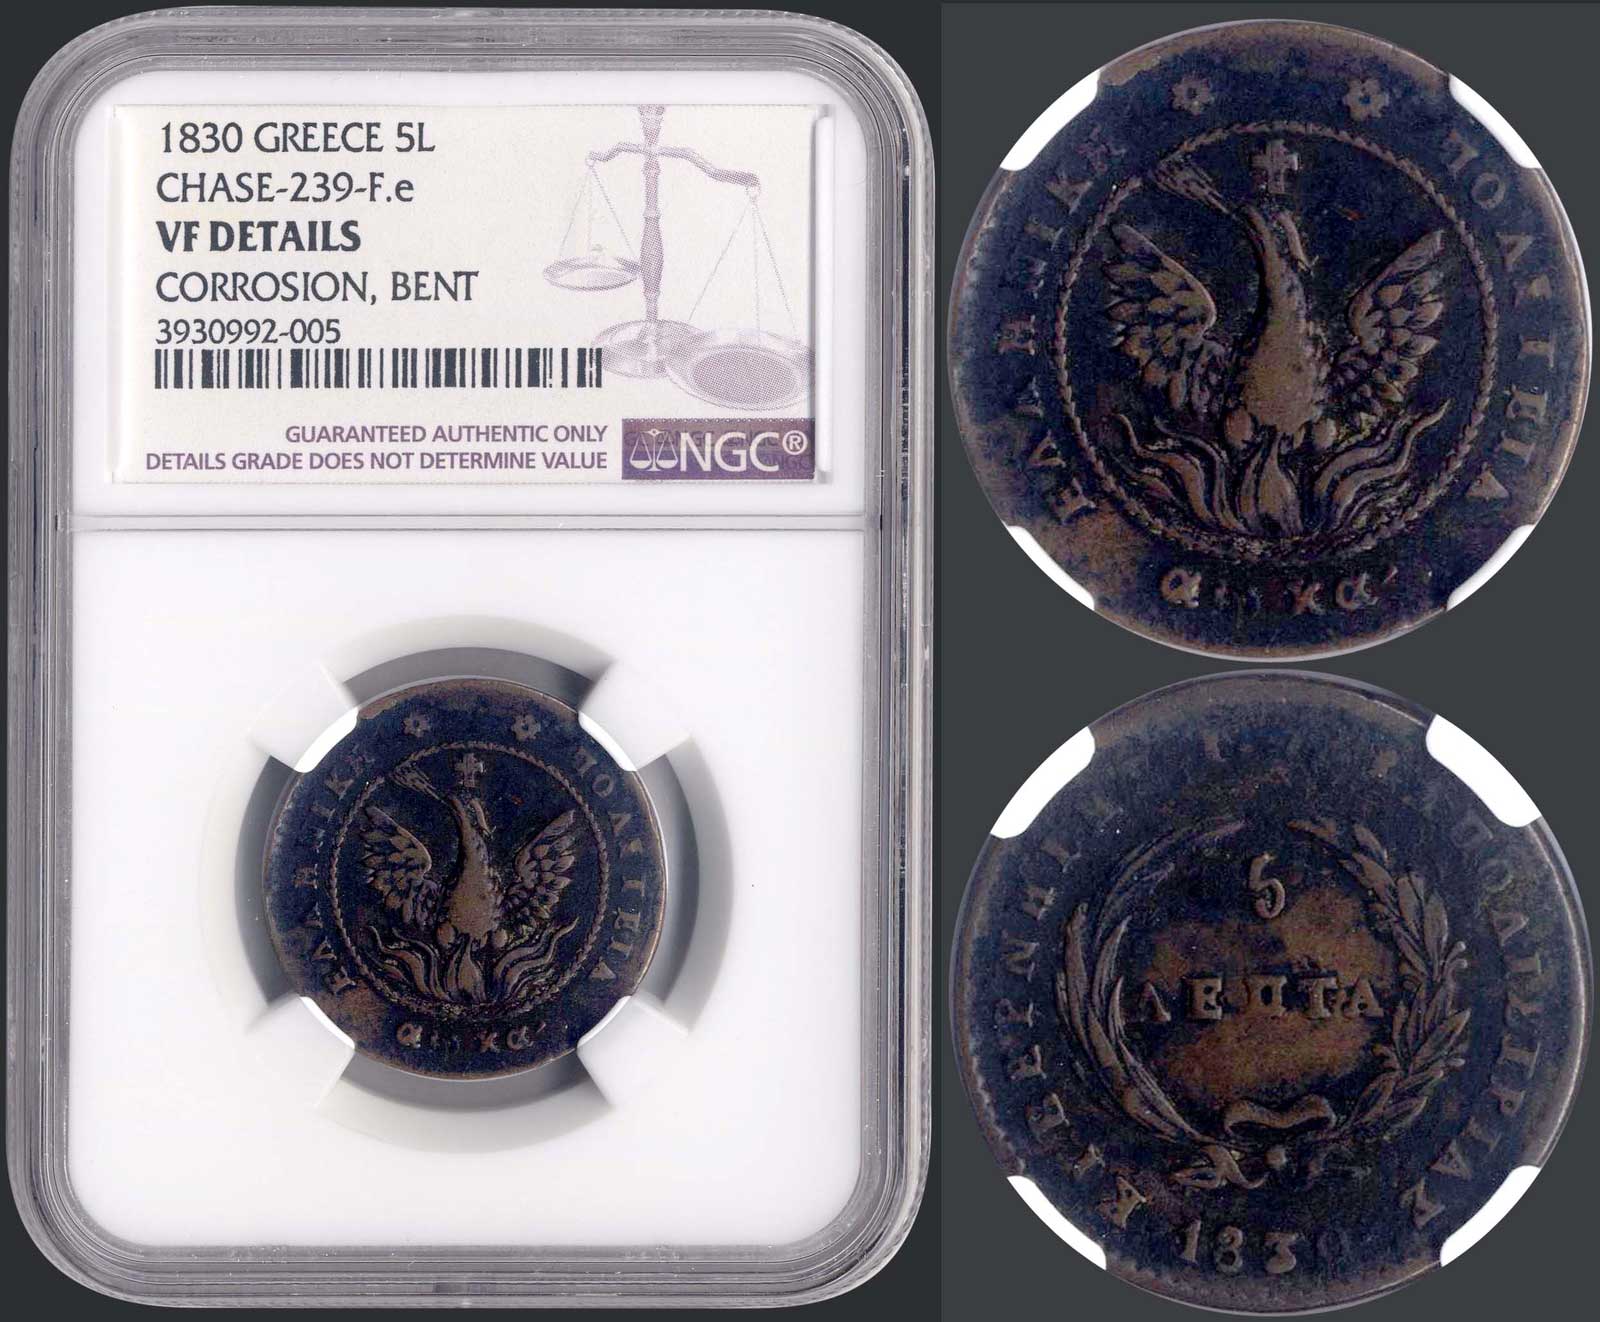 1830 GREECE 5L
CHASE-239-F.e
VF DETAILS
CORROSION, BENT
3930992-005
GUARANTEED AUTHENTIC ONLY
DETAILS GRADE DOES NOT DETERMINE VALUE
NGC®
ΠΟΛΙΤΕΙΑ
5
ΛΕΠΤΑ
1830